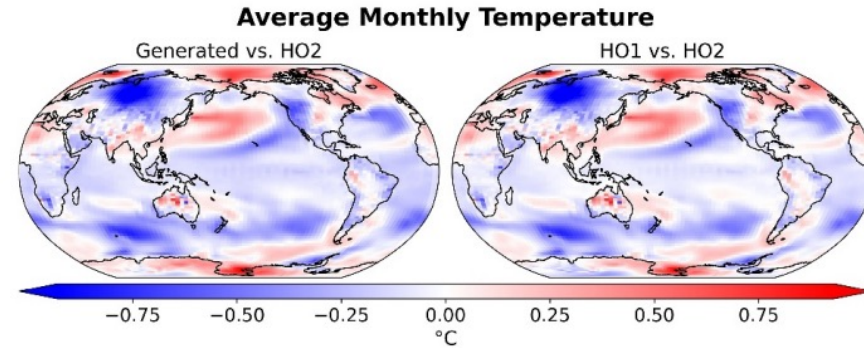 Average Monthly Temperature
Generated vs. HO2
HO1 vs. HO2
−0.75 −0.50 −0.25 0.00 0.25 0.50 0.75
°C